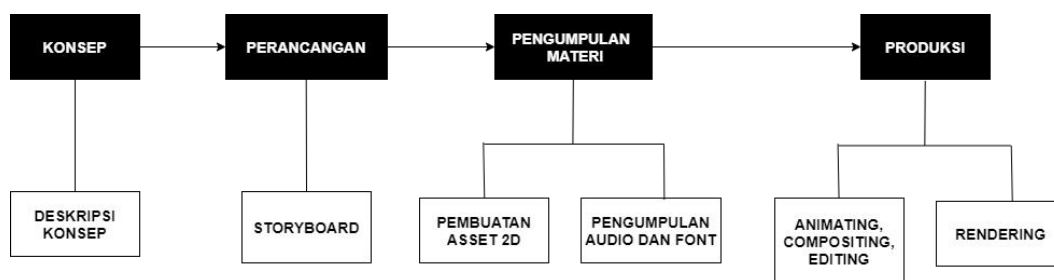 KONSEP
PERANCANGAN
PENGUMPULAN
MATERI
PRODUKSI
DESKRIPSI
KONSEP
STORYBOARD
PEMBUATAN
ASSET 2D
PENGUMPULAN
AUDIO DAN FONT
ANIMATING,
COMPOSITING,
EDITING
RENDERING